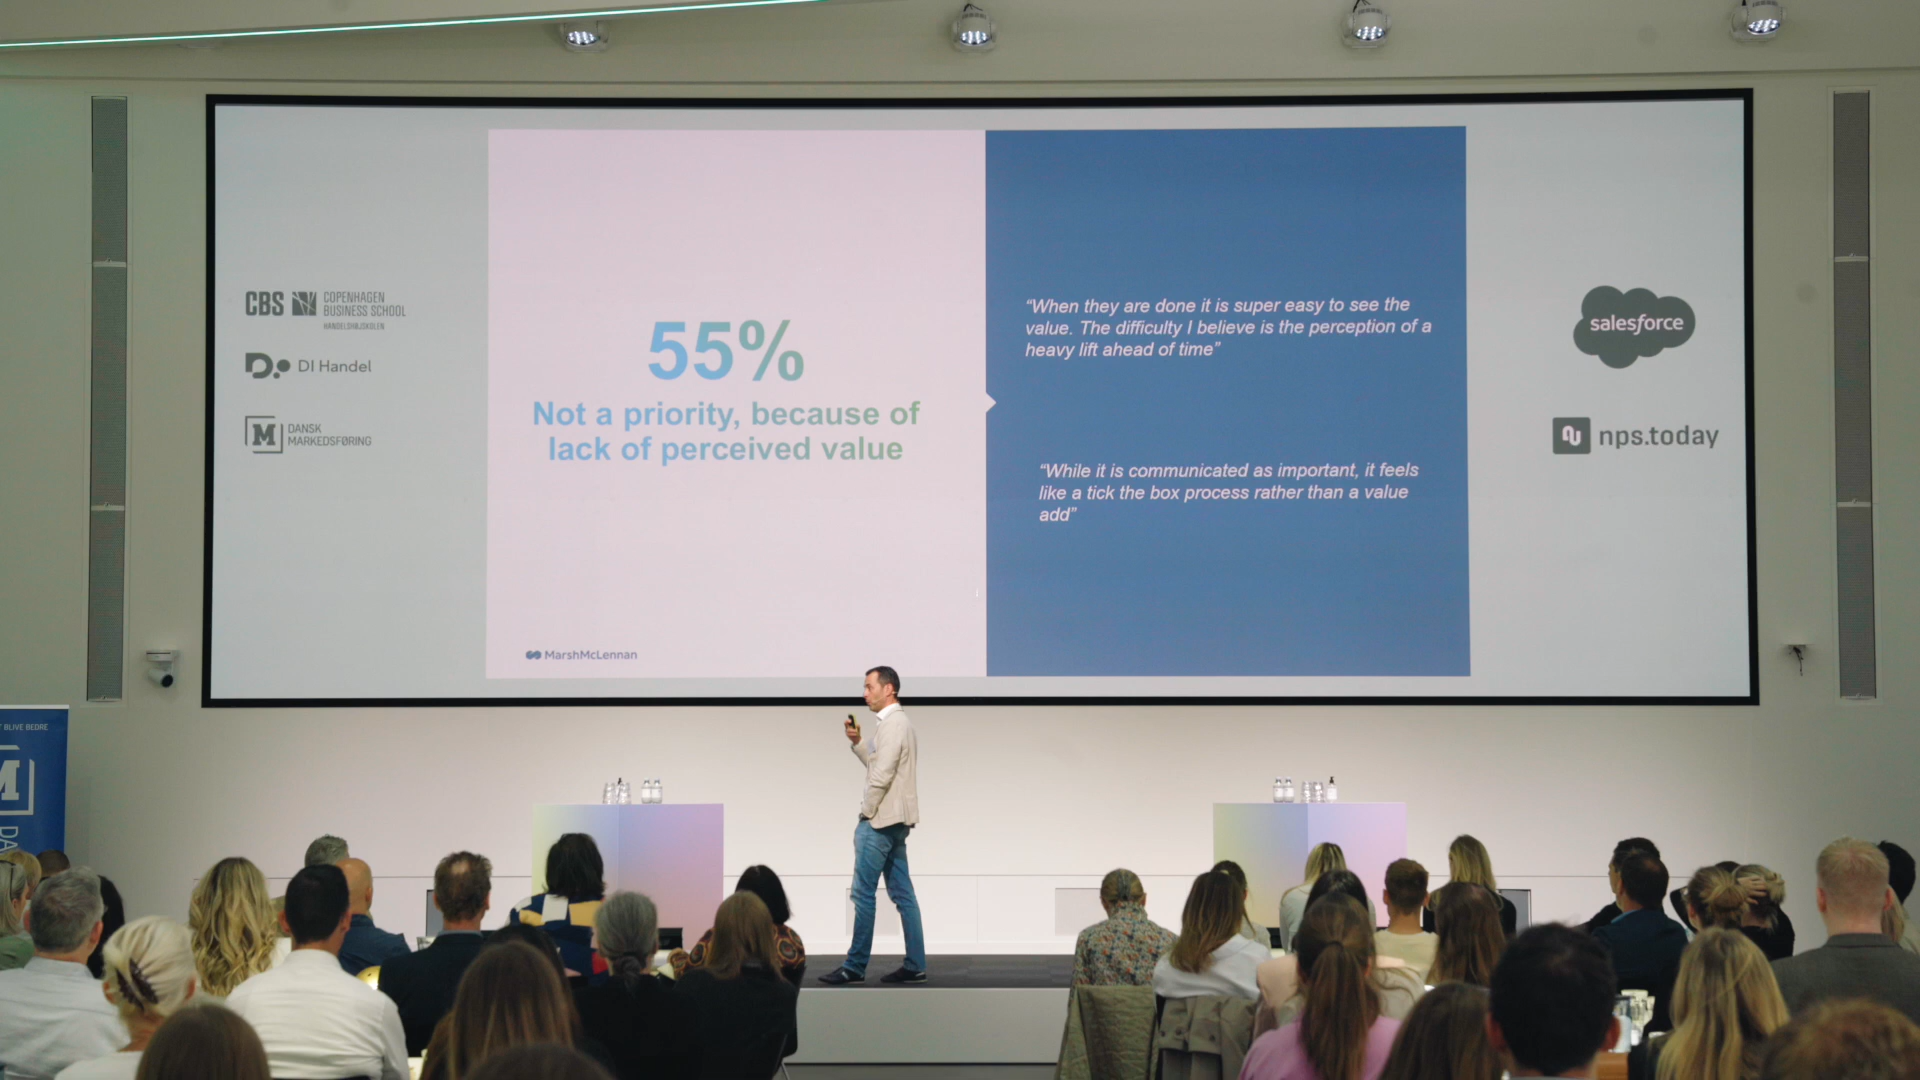 CBS COPENHAGEN
BUSINESS SCHOOL
HANDELSHØJSKOLEN
DI Handel
M DANSK
MARKEDSFØRING
55%
Not a priority, because of
lack of perceived value
MarshMcLennan
“When they are done it is super easy to see the
value. The difficulty I believe is the perception of a
heavy lift ahead of time”
“While it is communicated as important, it feels
like a tick the box process rather than a value
add”
salesforce
nps.today
BLIVE BEDRE
M
DA